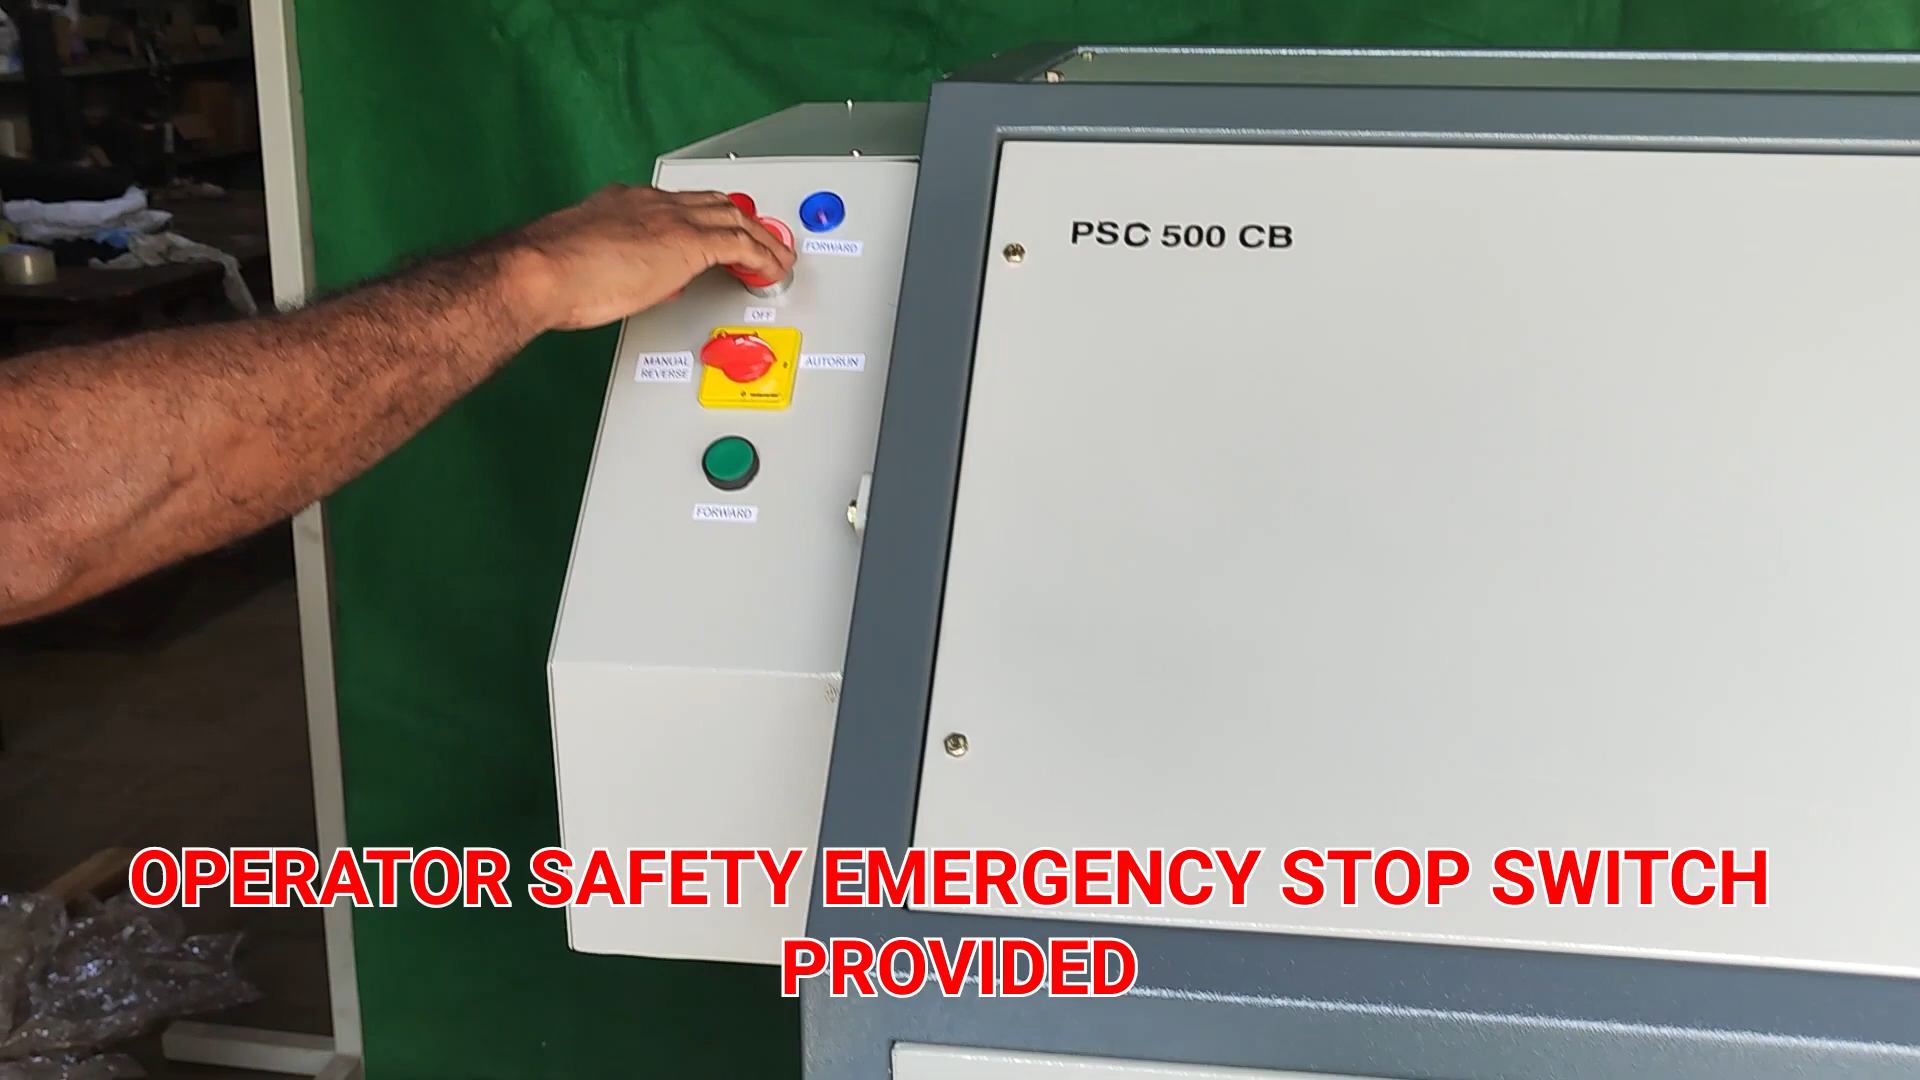 FORWARD
PSC 500 CB
OFF
MANUAL
REVERSE
AUTORUN
FORWARD
OPERATOR SAFETY EMERGENCY STOP SWITCH
PROVIDED